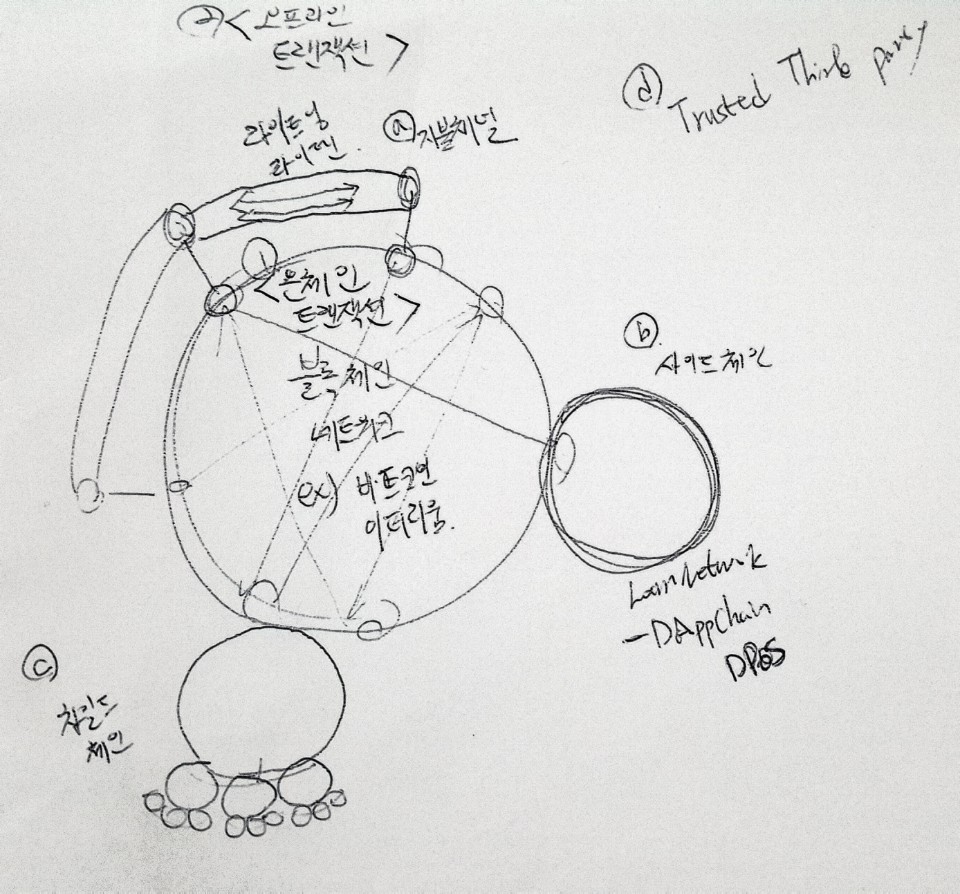 ② < 오프라인
트랜잭션 >
라이트닝
라이덴.
ⓐ 지불채널
ⓓ Trusted Think party
< 온체인
트랜잭션 >
블록체인
네트워크
ex) 비트코인
이더리움.
ⓑ
사이드체인
Loom Network
- DAppChain
DPoS
ⓒ
차일드
체인